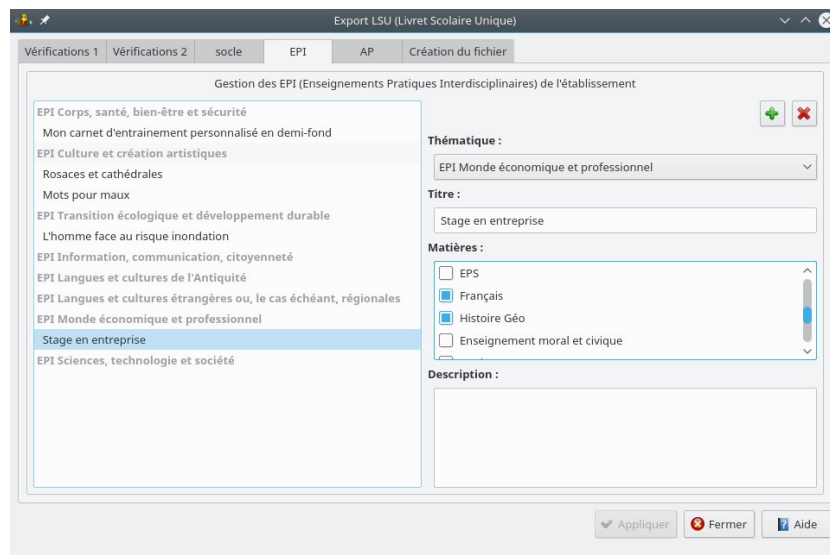 Export LSU (Livret Scolaire Unique)
Vérifications 1 Vérifications 2 socle EPI AP Création du fichier
Gestion des EPI (Enseignements Pratiques Interdisciplinaires) de l'établissement
EPI Corps, santé, bien-être et sécurité
Mon carnet d'entrainement personnalisé en demi-fond
EPI Culture et création artistiques
Rosaces et cathédrales
Mots pour maux
EPI Transition écologique et développement durable
L'homme face au risque inondation
EPI Information, communication, citoyenneté
EPI Langues et cultures de l'Antiquité
EPI Langues et cultures étrangères ou, le cas échéant, régionales
EPI Monde économique et professionnel
Stage en entreprise
EPI Sciences, technologie et société
Thématique :
EPI Monde économique et professionnel
Titre :
Stage en entreprise
Matières :
EPS
Français
Histoire Géo
Enseignement moral et civique
Description :
Appliquer Fermer Aide